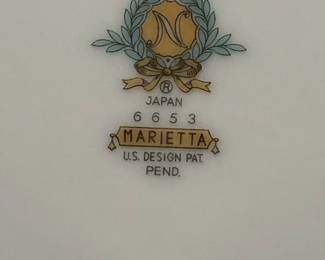 N
®
JAPAN
6653
MARIETTA
U.S. DESIGN PAT.
PEND.